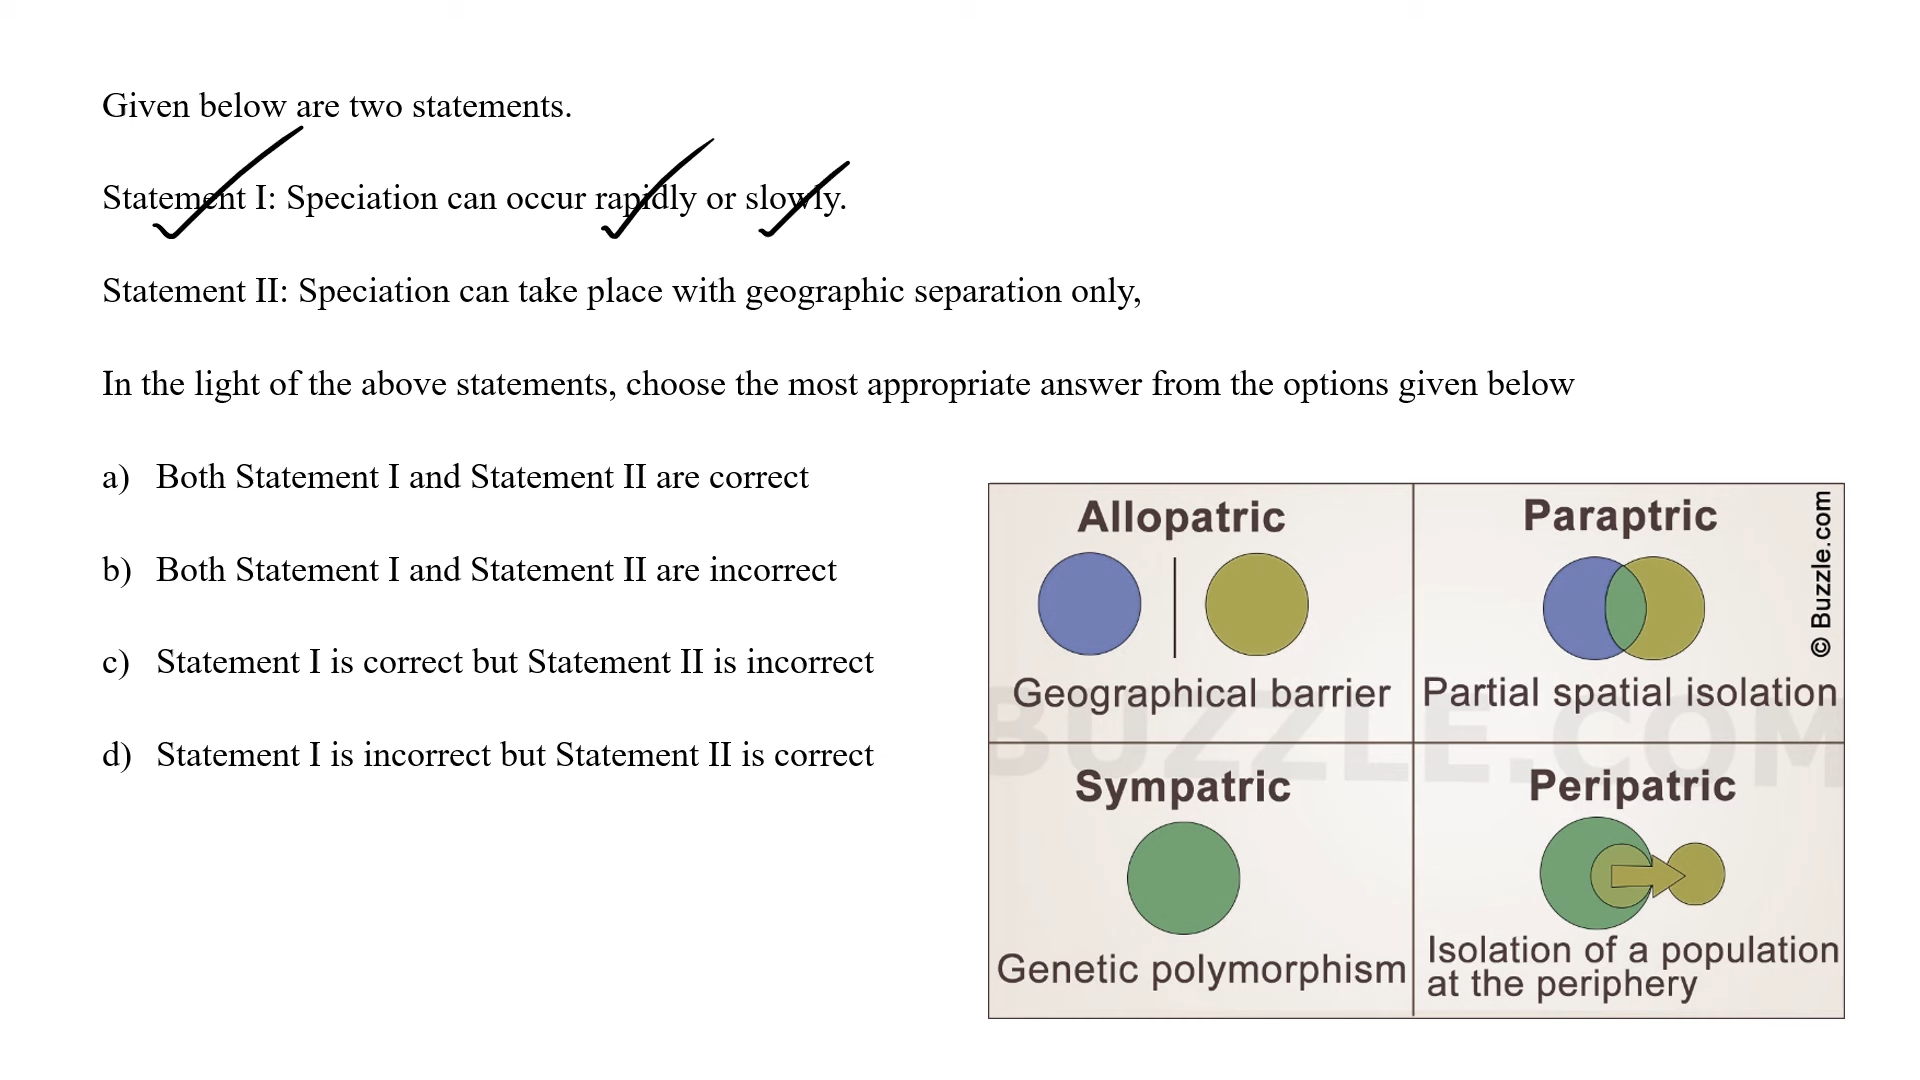 Given below are two statements.
Statement I: Speciation can occur rapidly or slowly.
Statement II: Speciation can take place with geographic separation only,
In the light of the above statements, choose the most appropriate answer from the options given below
a) Both Statement I and Statement II are correct
b) Both Statement I and Statement II are incorrect
c) Statement I is correct but Statement II is incorrect
d) Statement I is incorrect but Statement II is correct
Allopatric
Geographical barrier
Paraptric
Partial spatial isolation
© Buzzle.com
BUZZLE.COM
Sympatric
Genetic polymorphism
Peripatric
Isolation of a population
at the periphery